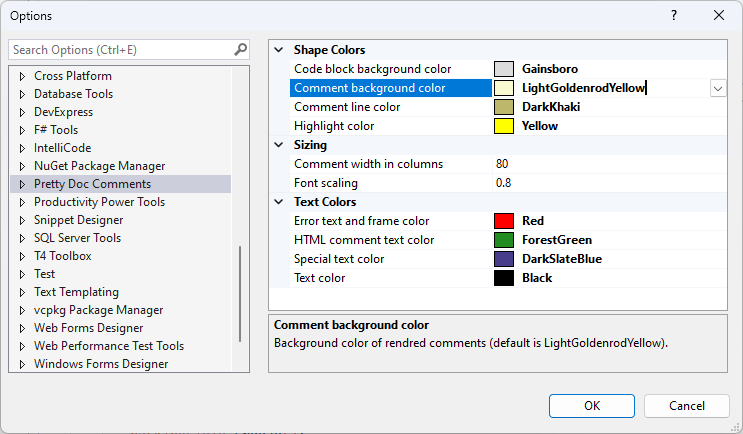 Options
?
Search Options (Ctrl+E)
Cross Platform
Database Tools
DevExpress
F# Tools
IntelliCode
NuGet Package Manager
Pretty Doc Comments
Productivity Power Tools
Snippet Designer
SQL Server Tools
T4 Toolbox
Test
Text Templating
vcpkg Package Manager
Web Forms Designer
Web Performance Test Tools
Windows Forms Designer
Shape Colors
Code block background color Gainsboro
Comment background color LightGoldenrodYellow
Comment line color DarkKhaki
Highlight color Yellow
Sizing
Comment width in columns 80
Font scaling 0.8
Text Colors
Error text and frame color Red
HTML comment text color ForestGreen
Special text color DarkSlateBlue
Text color Black
Comment background color
Background color of rendred comments (default is LightGoldenrodYellow).
OK Cancel